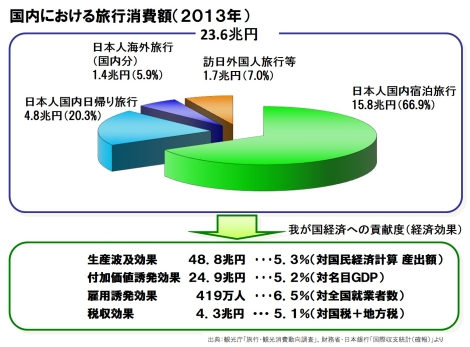 国内における旅行消費額(2013年)
23.6兆円
日本人海外旅行
(国内分)
1.4兆円(5.9%)
訪日外国人旅行等
1.7兆円(7.0%)
日本人国内日帰り旅行
4.8兆円(20.3%)
日本人国内宿泊旅行
15.8兆円(66.9%)
我が国経済への貢献度(経済効果)
生産波及効果 48.8兆円 ・・・5.3%(対国民経済計算 産出額)
付加価値誘発効果 24.9兆円 ・・・5.2%(対名目GDP)
雇用誘発効果 419万人 ・・・6.5%(対全国就業者数)
税収効果 4.3兆円 ・・・5.1%(対国税+地方税)
出典:観光庁「旅行・観光消費動向調査」、財務省・日本銀行「国際収支統計(確報)」より